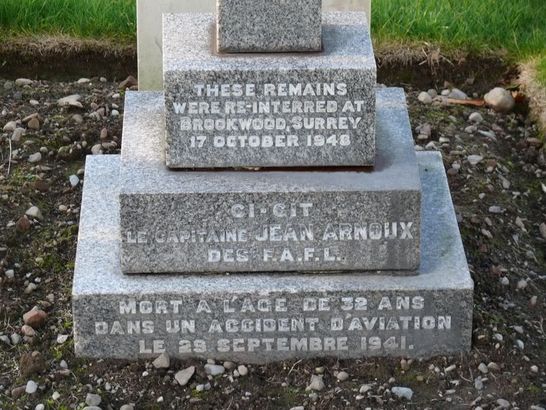 THESE REMAINS
WERE RE-INTERRED AT
BROOKWOOD, SURREY
17 OCTOBER 1948
CI-GIT
LE CAPITAINE JEAN ARNOUX
DES F.A.F.L.
MORT A L'AGE DE 32 ANS
DANS UN ACCIDENT D'AVIATION
LE 29 SEPTEMBRE 1941.